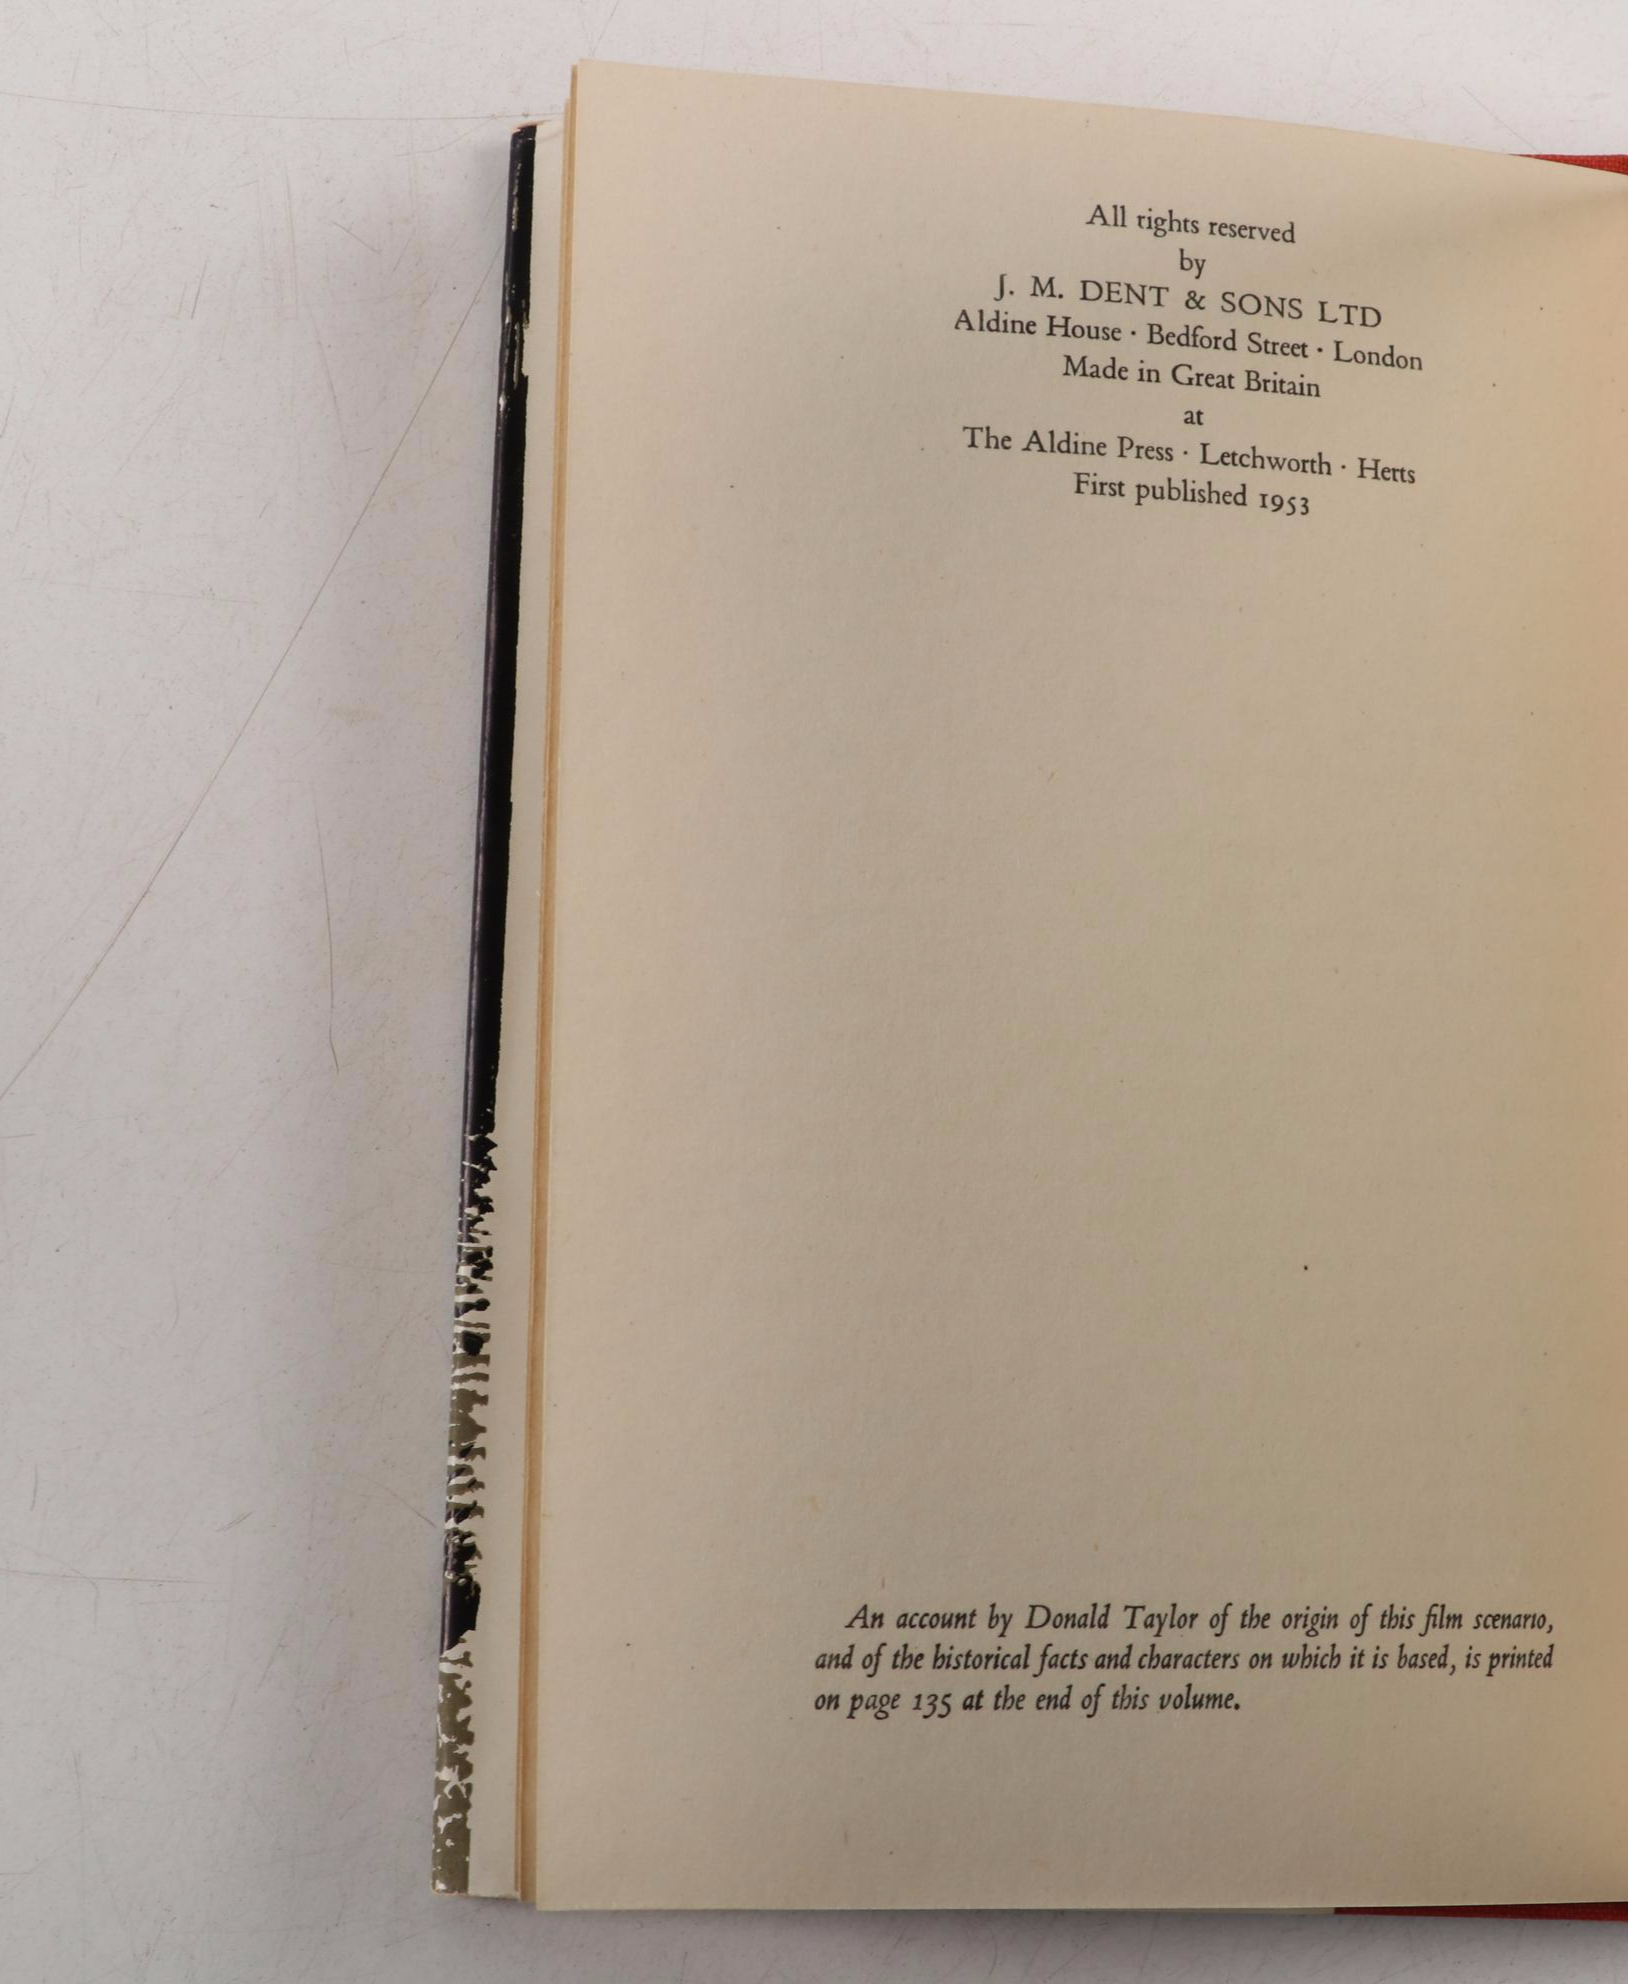 All rights reserved
by
J. M. DENT & SONS LTD
Aldine House · Bedford Street · London
Made in Great Britain
at
The Aldine Press · Letchworth · Herts
First published 1953
An account by Donald Taylor of the origin of this film scenario,
and of the historical facts and characters on which it is based, is printed
on page 135 at the end of this volume.